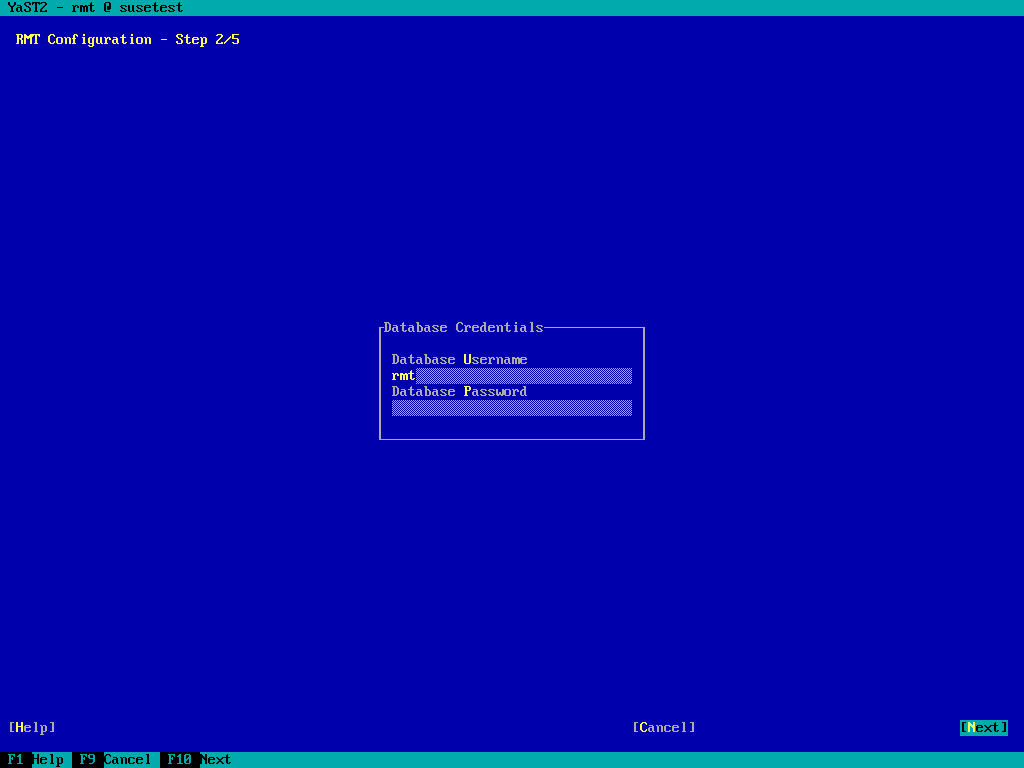 YaST2 - rmt @ susetest
RMT Configuration - Step 2/5
Database Credentials
Database Username
rmt
Database Password
[Help] [Cancel] [Next]
F1 Help F9 Cancel F10 Next